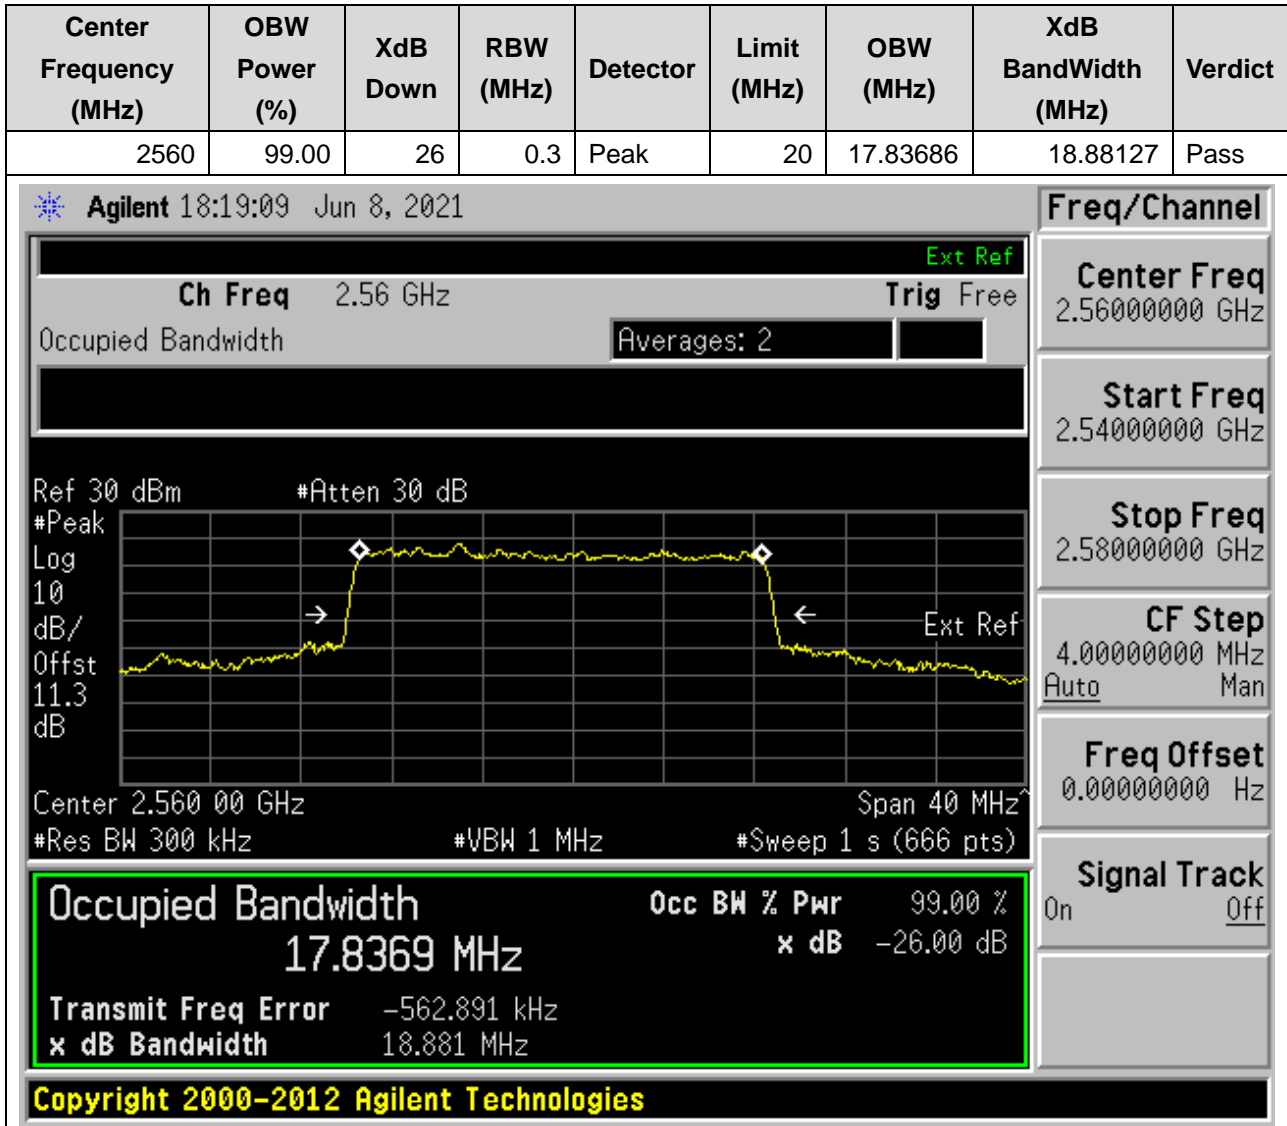 Center Frequency (MHz) OBW Power (%) XdB Down RBW (MHz) Detector Limit (MHz) OBW (MHz) XdB BandWidth (MHz) Verdict
2560 99.00 26 0.3 Peak 20 17.83686 18.88127 Pass
Agilent 18:19:09 Jun 8, 2021
Freq/Channel
Ext Ref
Ch Freq 2.56 GHz Trig Free
Occupied Bandwidth Averages: 2
Ref 30 dBm #Atten 30 dB
#Peak
Log
10
dB/
Offst
11.3
dB
Ext Ref
Center 2.560 00 GHz Span 40 MHz^
#Res BW 300 kHz #VBW 1 MHz #Sweep 1 s (666 pts)
Occupied Bandwidth
17.8369 MHz
Occ BW % Pwr 99.00 %
x dB -26.00 dB
Transmit Freq Error -562.891 kHz
x dB Bandwidth 18.881 MHz
Copyright 2000-2012 Agilent Technologies
Center Freq
2.56000000 GHz
Start Freq
2.54000000 GHz
Stop Freq
2.58000000 GHz
CF Step
4.00000000 MHz
Auto Man
Freq Offset
0.00000000 Hz
Signal Track
On Off